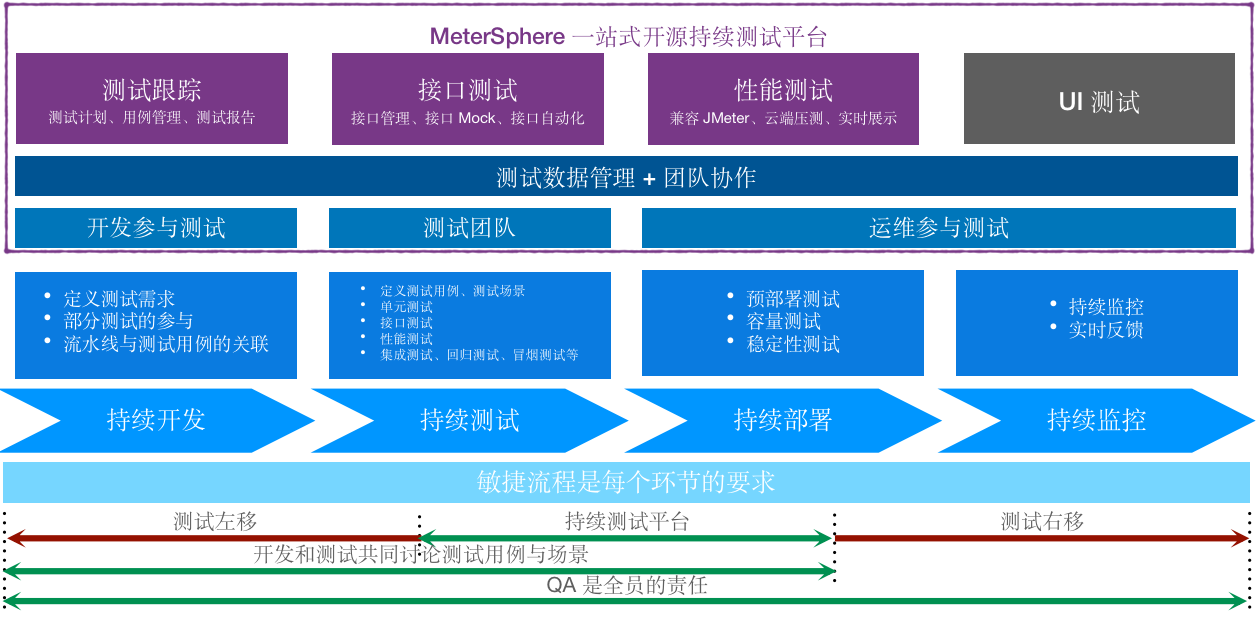 MeterSphere 一站式开源持续测试平台
测试跟踪
测试计划、用例管理、测试报告
接口测试
接口管理、接口 Mock、接口自动化
性能测试
兼容 JMeter、云端压测、实时展示
UI 测试
测试数据管理 + 团队协作
开发参与测试
测试团队
运维参与测试
• 定义测试需求
• 部分测试的参与
• 流水线与测试用例的关联
• 定义测试用例、测试场景
• 单元测试
• 接口测试
• 性能测试
• 集成测试、回归测试、冒烟测试等
• 预部署测试
• 容量测试
• 稳定性测试
• 持续监控
• 实时反馈
持续开发
持续测试
持续部署
持续监控
敏捷流程是每个环节的要求
测试左移
持续测试平台
测试右移
开发和测试共同讨论测试用例与场景
QA 是全员的责任